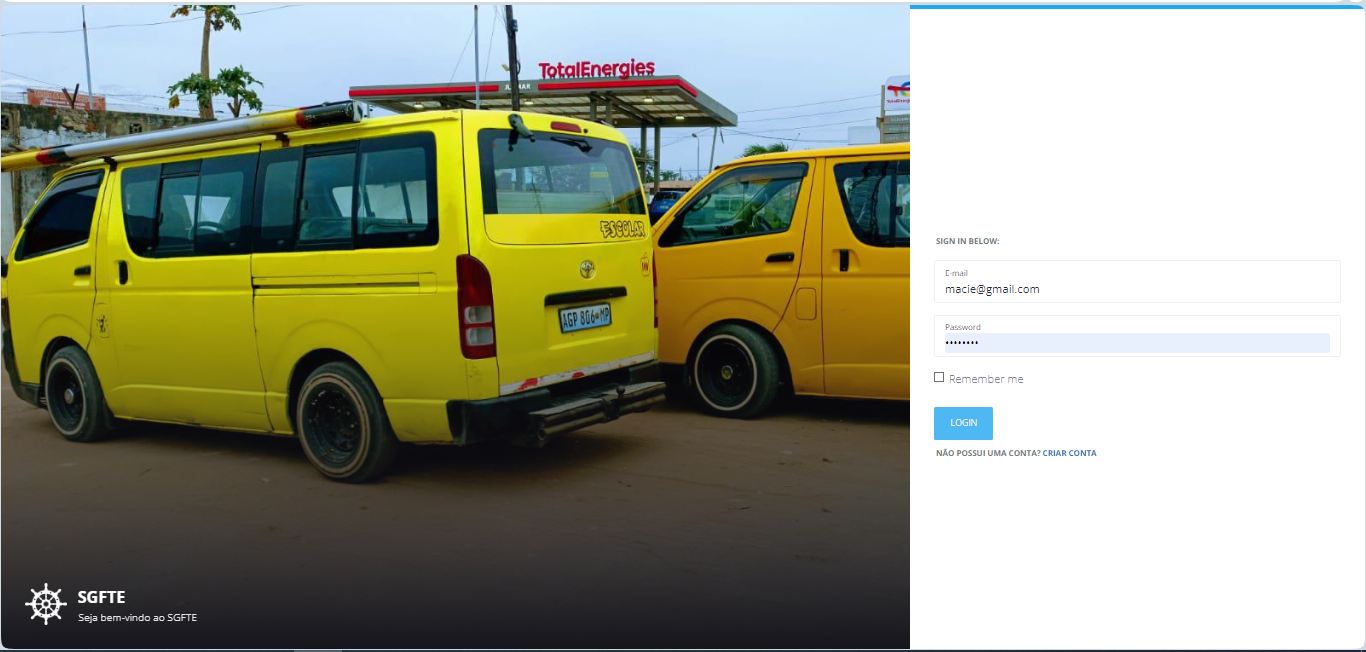 TotalEnergies
ESCOLAR
AGP 806 MP
SGFTE
Seja bem-vindo ao SGFTE
SIGN IN BELOW:
E-mail
macie@gmail.com
Password
••••••••
Remember me
LOGIN
NÃO POSSUI UMA CONTA? CRIAR CONTA